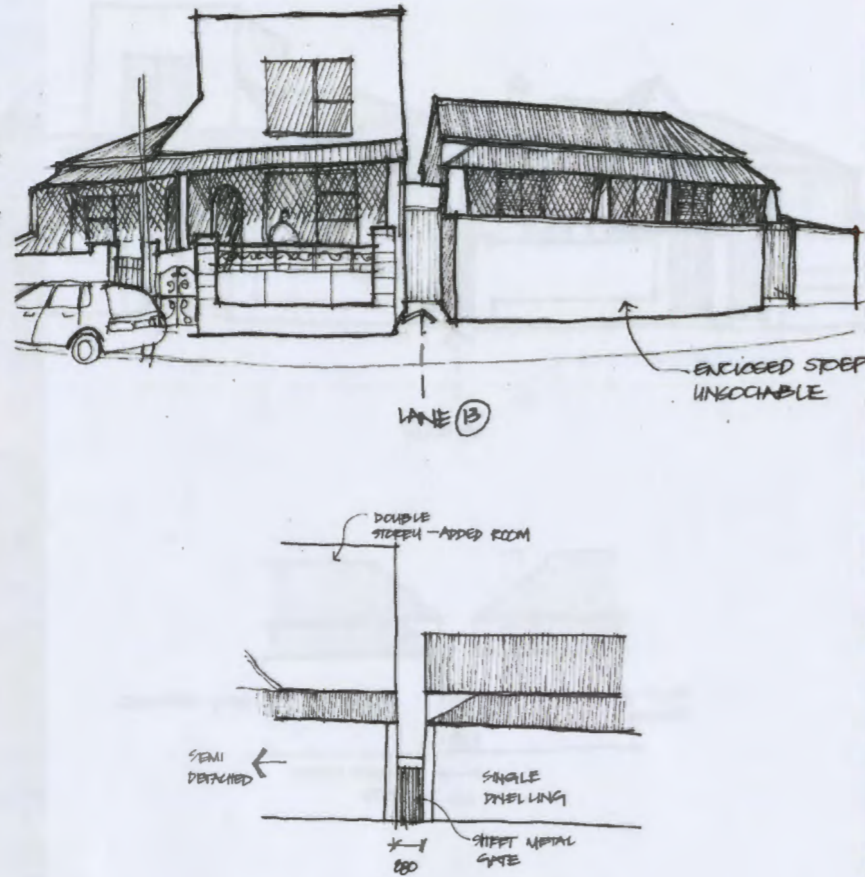 ENCLOSED STOEP
UNSOCIABLE
LANE 13
DOUBLE
STOREY - ADDED ROOM
SEMI
DETACHED
SINGLE
DWELLING
SHEET METAL
GATE
880